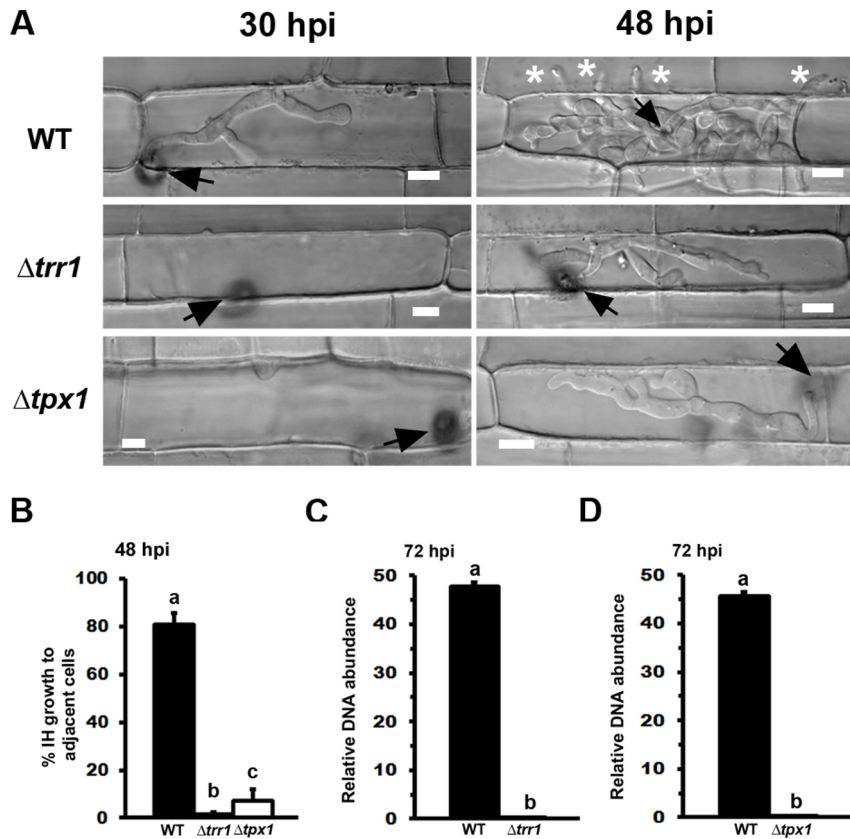 A
30 hpi 48 hpi
WT
* * * *
Δtrr1
Δtpx1
B C D
48 hpi 72 hpi 72 hpi
% IH growth to
adjacent cells
100
80
60
40
20
0
a
b
c
WT Δtrr1 Δtpx1
Relative DNA abundance
50
40
30
20
10
0
a
b
WT Δtrr1
Relative DNA abundance
50
40
30
20
10
0
a
b
WT Δtpx1